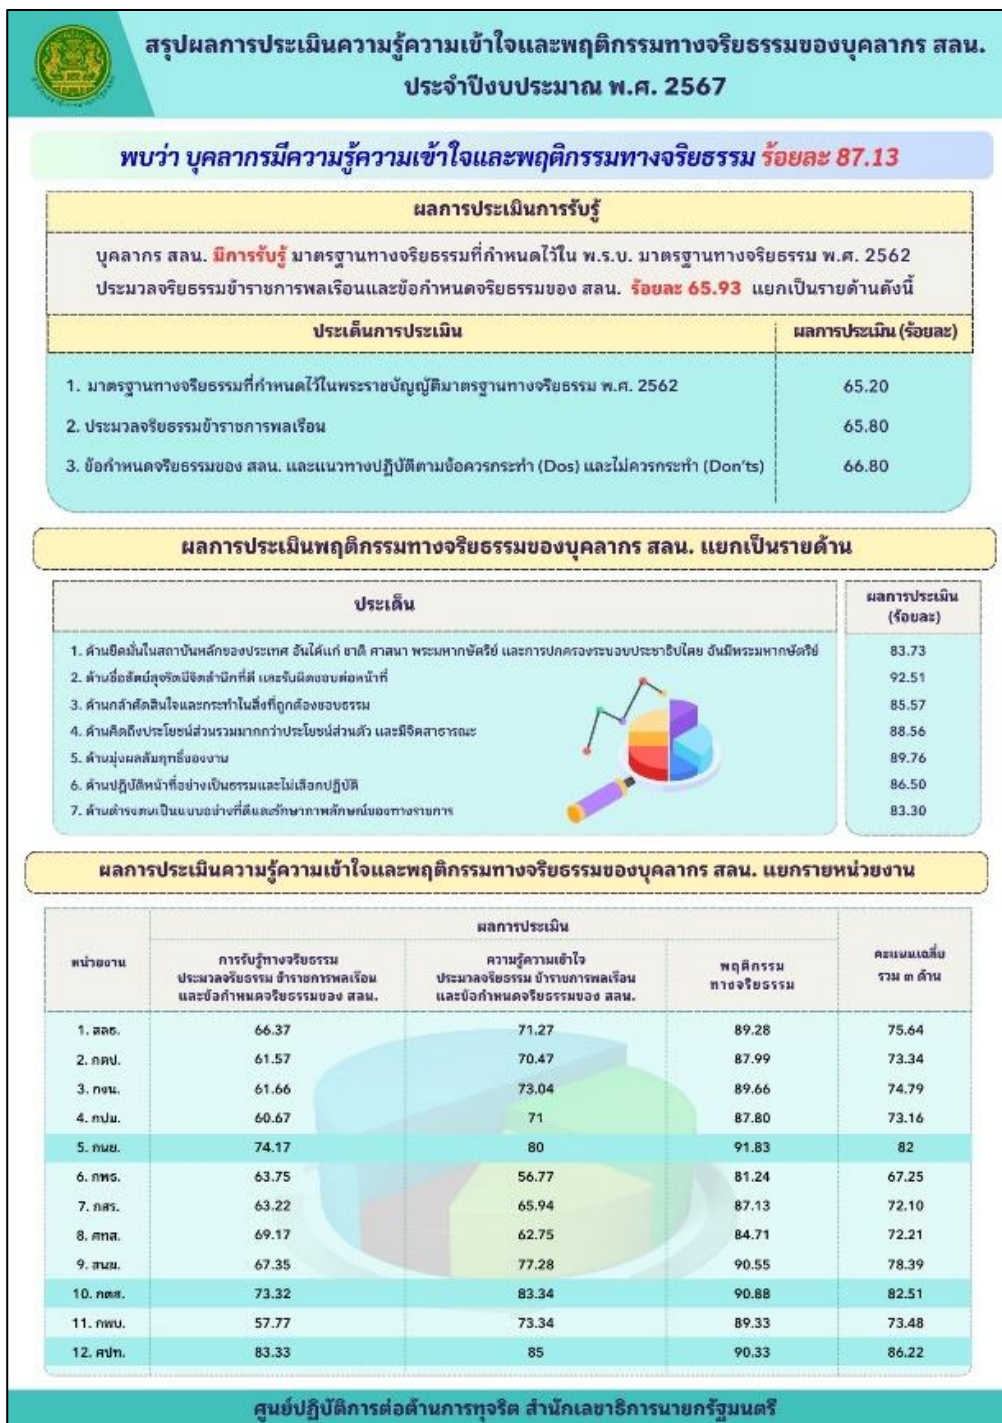 สรุปผลการประเมินความรู้ความเข้าใจและพฤติกรรมทางจริยธรรมของบุคลากร สลน.
ประจำปีงบประมาณ พ.ศ. 2567
พบว่า บุคลากรมีความรู้ความเข้าใจและพฤติกรรมทางจริยธรรม ร้อยละ 87.13
ผลการประเมินการรับรู้
บุคลากร สลน. มีการรับรู้ มาตรฐานทางจริยธรรมที่กำหนดไว้ใน พ.ร.บ. มาตรฐานทางจริยธรรม พ.ศ. 2562
ประมวลจริยธรรมข้าราชการพลเรือนและข้อกำหนดจริยธรรมของ สลน. ร้อยละ 65.93 แยกเป็นรายด้านดังนี้
ประเด็นการประเมิน ผลการประเมิน (ร้อยละ)
1. มาตรฐานทางจริยธรรมที่กำหนดไว้ในพระราชบัญญัติมาตรฐานทางจริยธรรม พ.ศ. 2562 65.20
2. ประมวลจริยธรรมข้าราชการพลเรือน 65.80
3. ข้อกำหนดจริยธรรมของ สลน. และแนวทางปฏิบัติตามข้อควรกระทำ (Dos) และไม่ควรกระทำ (Don'ts) 66.80
ผลการประเมินพฤติกรรมทางจริยธรรมของบุคลากร สลน. แยกเป็นรายด้าน
ประเด็น ผลการประเมิน
(ร้อยละ)
1. ด้านยึดมั่นในสถาบันหลักของประเทศ อันได้แก่ ชาติ ศาสนา พระมหากษัตริย์ และการปกครองระบอบประชาธิปไตย อันมีพระมหากษัตริย์ 83.73
2. ด้านซื่อสัตย์สุจริตมีจิตสำนึกที่ดี และรับผิดชอบต่อหน้าที่ 92.51
3. ด้านกล้าตัดสินใจและกระทำในสิ่งที่ถูกต้องชอบธรรม 85.57
4. ด้านคิดถึงประโยชน์ส่วนรวมมากกว่าประโยชน์ส่วนตัว และมีจิตสาธารณะ 88.56
5. ด้านมุ่งผลสัมฤทธิ์ของงาน 89.76
6. ด้านปฏิบัติหน้าที่อย่างเป็นธรรมและไม่เลือกปฏิบัติ 86.50
7. ด้านดำรงตนเป็นแบบอย่างที่ดีและรักษาภาพลักษณ์ของทางราชการ 83.30
ผลการประเมินความรู้ความเข้าใจและพฤติกรรมทางจริยธรรมของบุคลากร สลน. แยกรายหน่วยงาน
ผลการประเมิน
หน่วยงาน
การรับรู้ทางจริยธรรม
ประมวลจริยธรรม ข้าราชการพลเรือน
และข้อกำหนดจริยธรรมของ สลน.
ความรู้ความเข้าใจ
ประมวลจริยธรรม ข้าราชการพลเรือน
และข้อกำหนดจริยธรรมของ สลน.
พฤติกรรม
ทางจริยธรรม
คะแนนเฉลี่ย
รวม ๓ ด้าน
1. สลธ. 66.37 71.27 89.28 75.64
2. กตป. 61.57 70.47 87.99 73.34
3. กงน. 61.66 73.04 89.66 74.79
4. กปม. 60.67 71 87.80 73.16
5. กนย. 74.17 80 91.83 82
6. กพธ. 63.75 56.77 81.24 67.25
7. กสร. 63.22 65.94 87.13 72.10
8. ศทส. 69.17 62.75 84.71 72.21
9. สนม. 67.35 77.28 90.55 78.39
10. กตส. 73.32 83.34 90.88 82.51
11. กพบ. 57.77 73.34 89.33 73.48
12. ศปท. 83.33 85 90.33 86.22
ศูนย์ปฏิบัติการต่อต้านการทุจริต สำนักเลขาธิการนายกรัฐมนตรี